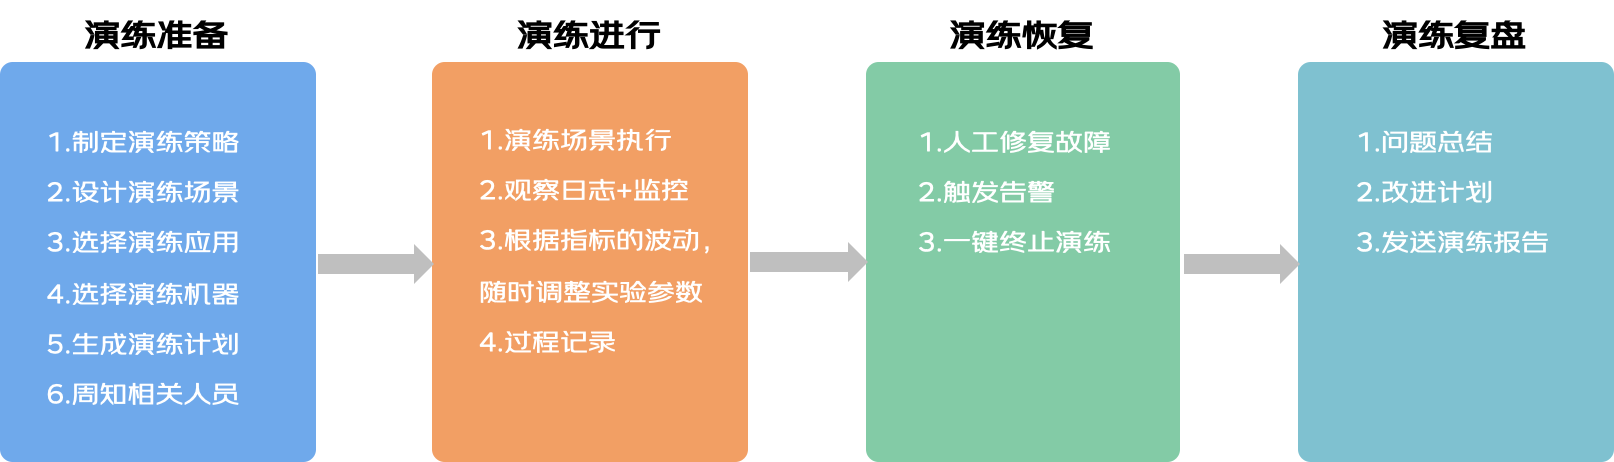 演练准备
1.制定演练策略
2.设计演练场景
3.选择演练应用
4.选择演练机器
5.生成演练计划
6.周知相关人员
演练进行
1.演练场景执行
2.观察日志+监控
3.根据指标的波动,
随时调整实验参数
4.过程记录
演练恢复
1.人工修复故障
2.触发告警
3.一键终止演练
演练复盘
1.问题总结
2.改进计划
3.发送演练报告